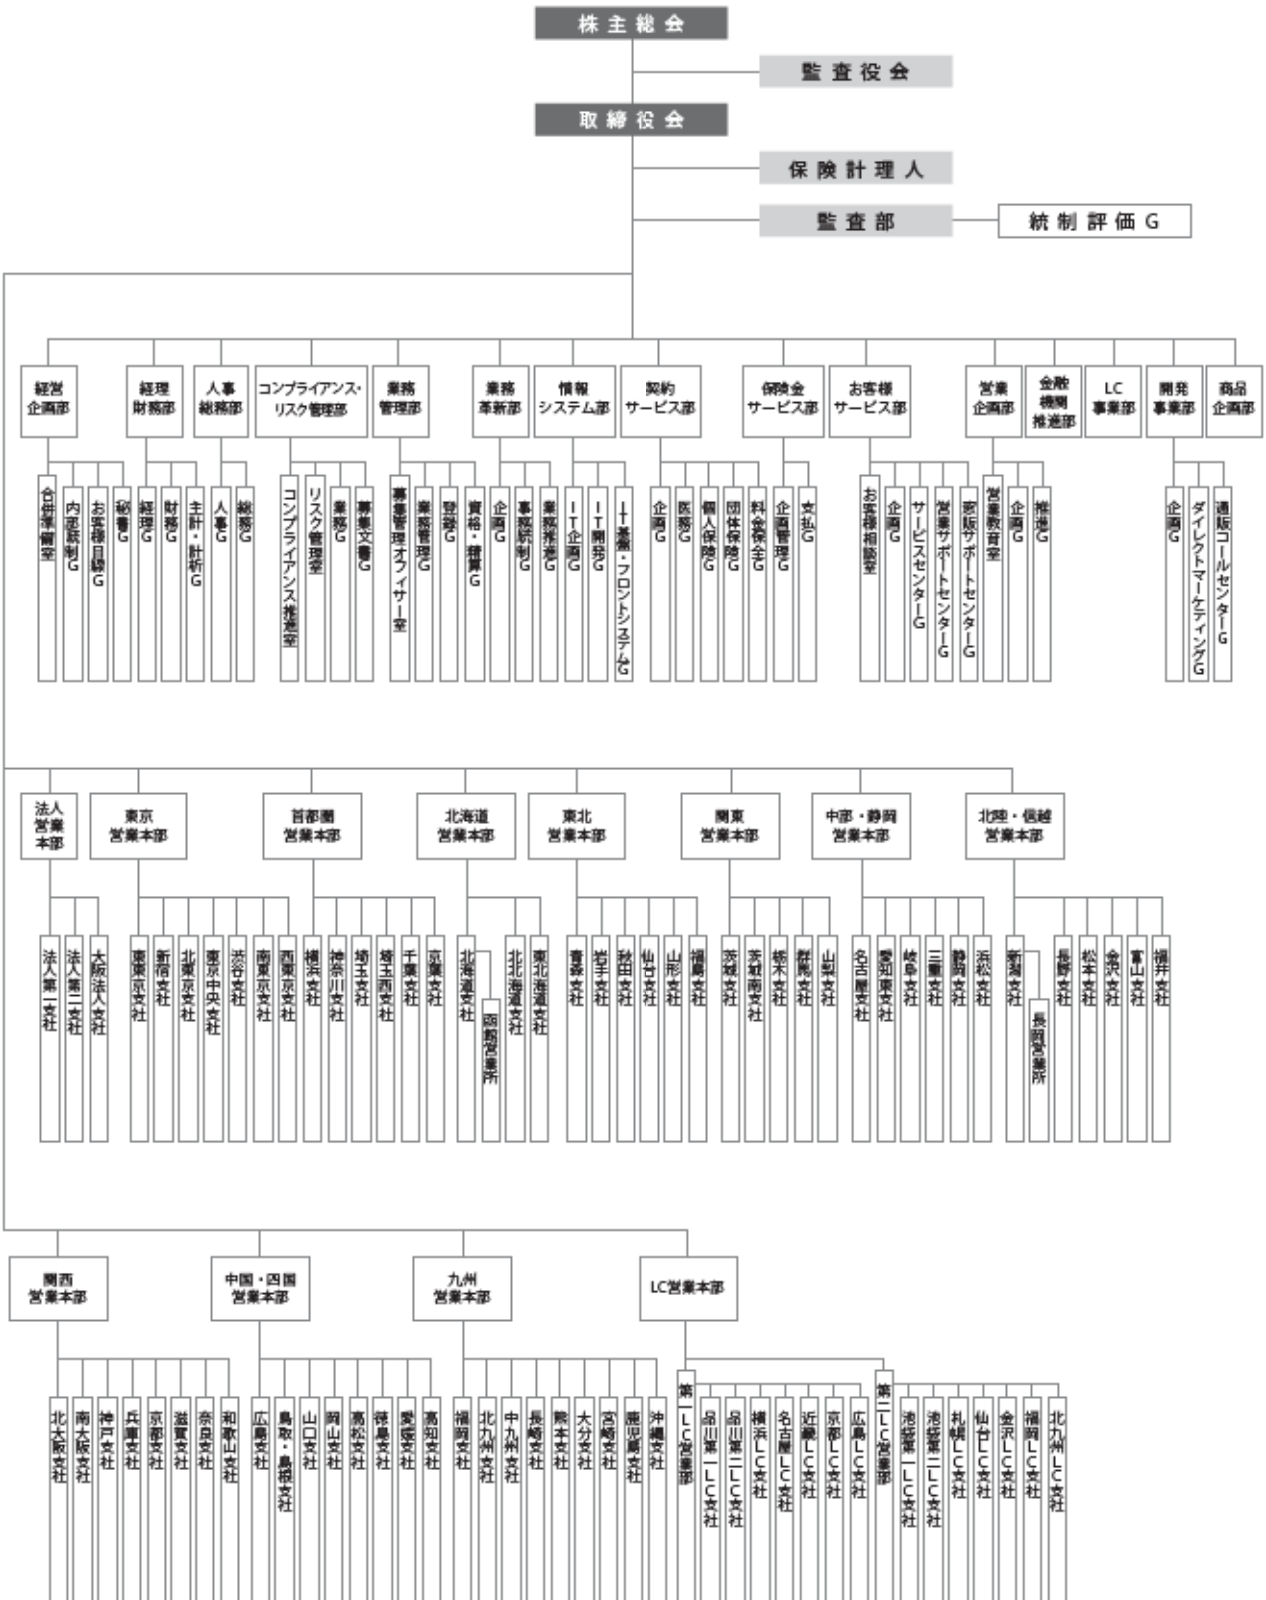 株主総会
監査役会
取締役会
保険計理人
監査部
統制評価G
経営
企画部
経理
財務部
人事
総務部
コンプライアンス・
リスク管理部
業務
管理部
業務
革新部
情報
システム部
契約
サービス部
保険金
サービス部
お客様
サービス部
営業
企画部
金融
機関
推進部
LC
事業部
開発
事業部
商品
企画部
合併準備室
内部統制G
お客様目線G
秘書G
経理G
財務G
主計・計析G
人事G
総務G
コンプライアンス推進室
リスク管理室
業務G
募集文書G
募集管理オフィサー室
業務管理G
登録G
資格・精算G
企画G
事務統制G
業務推進G
IT企画G
IT開発G
IT基盤・フロントシステムG
企画G
医務G
個人保険G
団体保険G
料金保全G
企画管理G
支払G
お客様相談室
企画G
サービスセンターG
営業サポートセンターG
窓販サポートセンターG
営業教育室
企画G
推進G
企画G
ダイレクトマーケティングG
通販コールセンターG
法人
営業
本部
東京
営業本部
首都圏
営業本部
北海道
営業本部
東北
営業本部
関東
営業本部
中部・静岡
営業本部
北陸・信越
営業本部
法人第一支社
法人第二支社
大阪法人支社
東東京支社
新宿支社
北東京支社
東京中央支社
渋谷支社
南東京支社
西東京支社
横浜支社
神奈川支社
埼玉支社
埼玉西支社
千葉支社
京葉支社
北海道支社
函館営業所
北北海道支社
東北海道支社
青森支社
岩手支社
秋田支社
仙台支社
山形支社
福島支社
茨城支社
茨城南支社
栃木支社
群馬支社
山梨支社
名古屋支社
愛知東支社
岐阜支社
三重支社
静岡支社
浜松支社
新潟支社
長岡営業所
長野支社
松本支社
金沢支社
富山支社
福井支社
関西
営業本部
中国・四国
営業本部
九州
営業本部
LC営業本部
北大阪支社
南大阪支社
神戸支社
兵庫支社
京都支社
滋賀支社
奈良支社
和歌山支社
広島支社
鳥取・島根支社
山口支社
岡山支社
高松支社
徳島支社
愛媛支社
高知支社
福岡支社
北九州支社
中九州支社
長崎支社
熊本支社
大分支社
宮崎支社
鹿児島支社
沖縄支社
第一LC営業部
品川第一LC支社
品川第二LC支社
横浜LC支社
名古屋LC支社
近畿LC支社
京都LC支社
広島LC支社
第二LC営業部
池袋第一LC支社
池袋第二LC支社
札幌LC支社
仙台LC支社
金沢LC支社
福岡LC支社
北九州LC支社